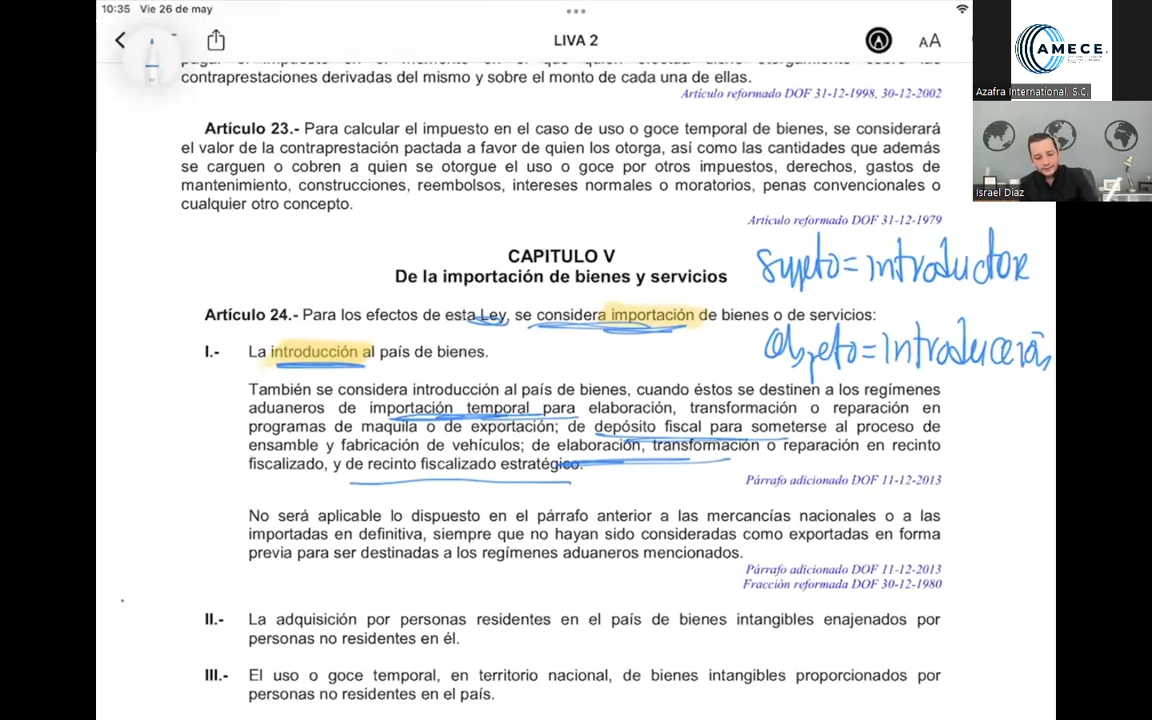 10:35 Vie 26 de may
LIVA 2
AA
contraprestaciones derivadas del mismo y sobre el monto de cada una de ellas.
Artículo reformado DOF 31-12-1998, 30-12-2002
Artículo 23.- Para calcular el impuesto en el caso de uso o goce temporal de bienes, se considerará
el valor de la contraprestación pactada a favor de quien los otorga, así como las cantidades que además
se carguen o cobren a quien se otorgue el uso o goce por otros impuestos, derechos, gastos de
mantenimiento, construcciones, reembolsos, intereses normales o moratorios, penas convencionales o
cualquier otro concepto.
Artículo reformado DOF 31-12-1979
CAPITULO V
De la importación de bienes y servicios
sujeto = introductor
Artículo 24.- Para los efectos de esta Ley, se considera importación de bienes o de servicios:
objeto = introducción
I.- La introducción al país de bienes.
También se considera introducción al país de bienes, cuando éstos se destinen a los regímenes
aduaneros de importación temporal para elaboración, transformación o reparación en
programas de maquila o de exportación; de depósito fiscal para someterse al proceso de
ensamble y fabricación de vehículos; de elaboración, transformación o reparación en recinto
fiscalizado, y de recinto fiscalizado estratégico.
Párrafo adicionado DOF 11-12-2013
No será aplicable lo dispuesto en el párrafo anterior a las mercancías nacionales o a las
importadas en definitiva, siempre que no hayan sido consideradas como exportadas en forma
previa para ser destinadas a los regímenes aduaneros mencionados.
Párrafo adicionado DOF 11-12-2013
Fracción reformada DOF 30-12-1980
II.- La adquisición por personas residentes en el país de bienes intangibles enajenados por
personas no residentes en él.
III.- El uso o goce temporal, en territorio nacional, de bienes intangibles proporcionados por
personas no residentes en el país.
AMECE
Azafra International, S.C.
Israel Diaz